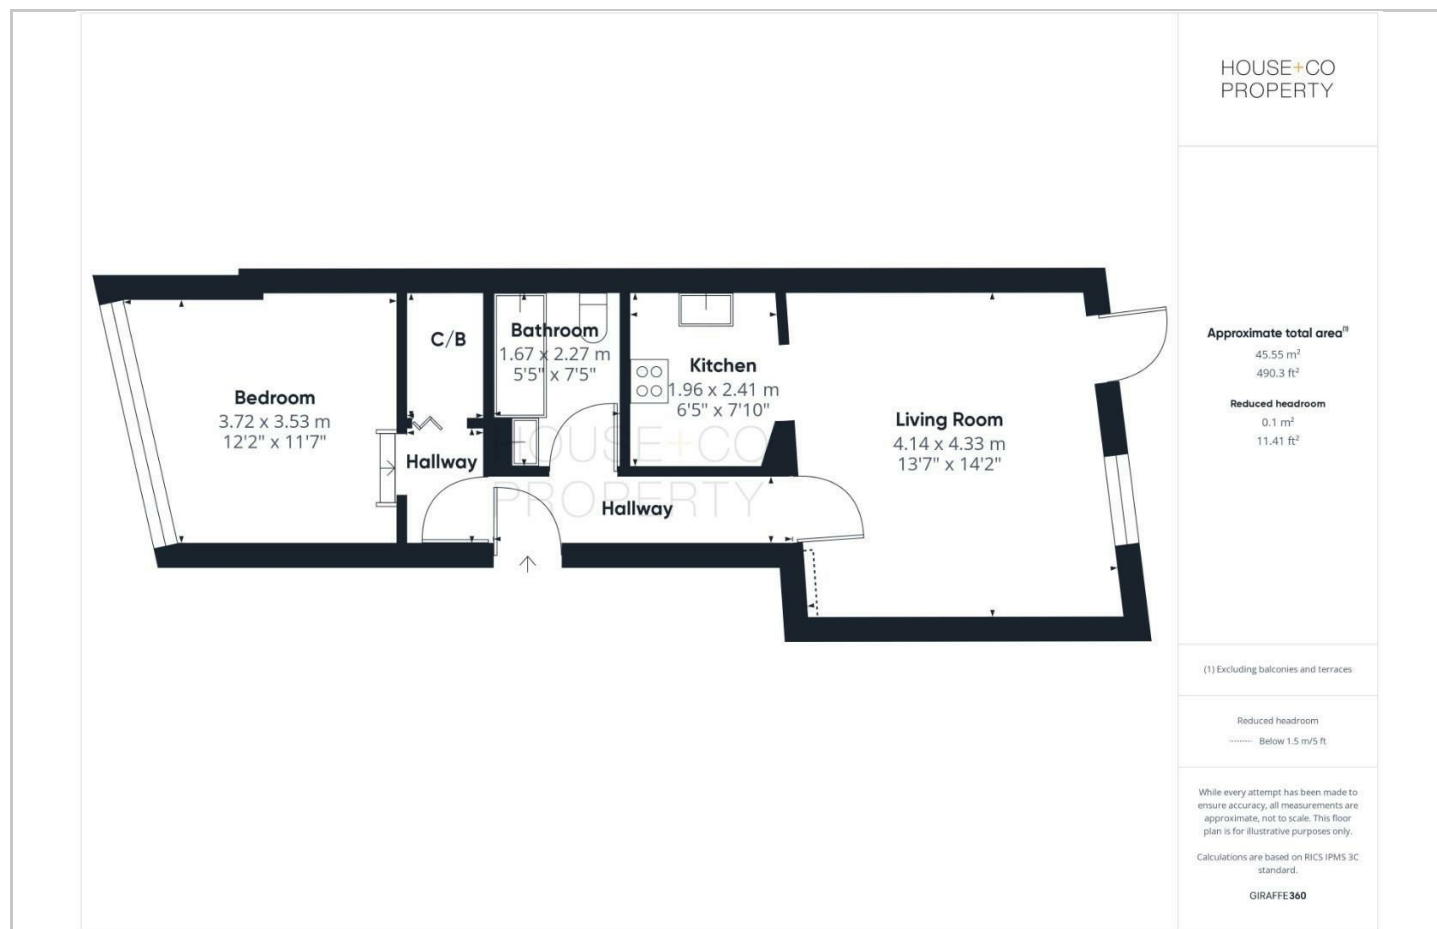 HOUSE+CO
PROPERTY
Bedroom
3.72 x 3.53 m
12'2" x 11'7"
C/B
Hallway
Bathroom
1.67 x 2.27 m
5'5" x 7'5"
Kitchen
1.96 x 2.41 m
6'5" x 7'10"
Hallway
Living Room
4.14 x 4.33 m
13'7" x 14'2"
HOUSE+CO
PROPERTY
Approximate total area(1)
45.55 m²
490.3 ft²
Reduced headroom
0.1 m²
11.41 ft²
(1) Excluding balconies and terraces
Reduced headroom
Below 1.5 m/5 ft
While every attempt has been made to
ensure accuracy, all measurements are
approximate, not to scale. This floor
plan is for illustrative purposes only.
Calculations are based on RICS IPMS 3C
standard.
GIRAFFE360